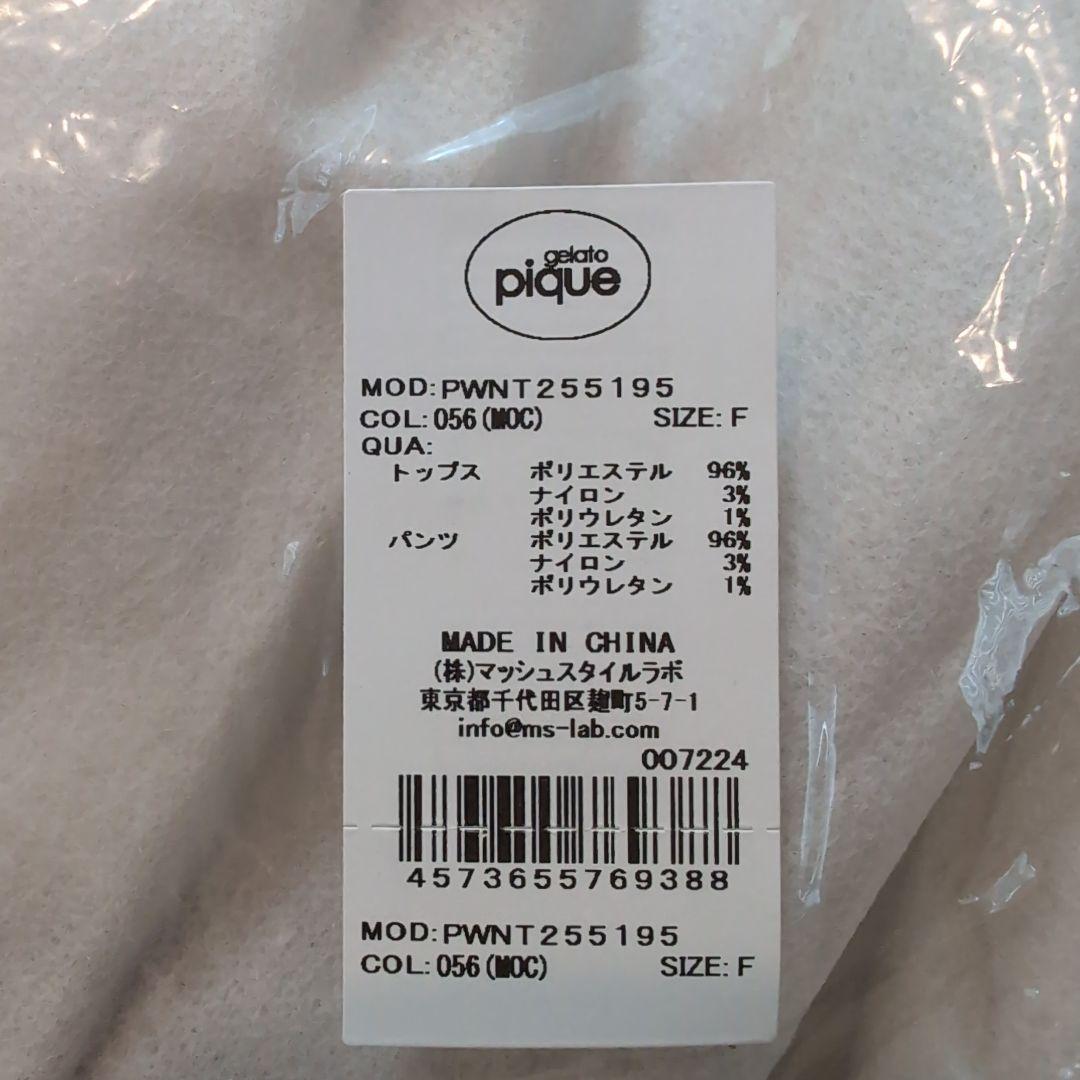 gelato
pique
MOD:PWNT255195
COL:056(MOC) SIZE:F
QUA:
トップス ポリエステル 96%
ナイロン 3%
ポリウレタン 1%
パンツ ポリエステル 96%
ナイロン 3%
ポリウレタン 1%
MADE IN CHINA
(株)マッシュスタイルラボ
東京都千代田区麹町5-7-1
info@ms-lab.com
007224
4573655769388
MOD:PWNT255195
COL:056(MOC) SIZE:F